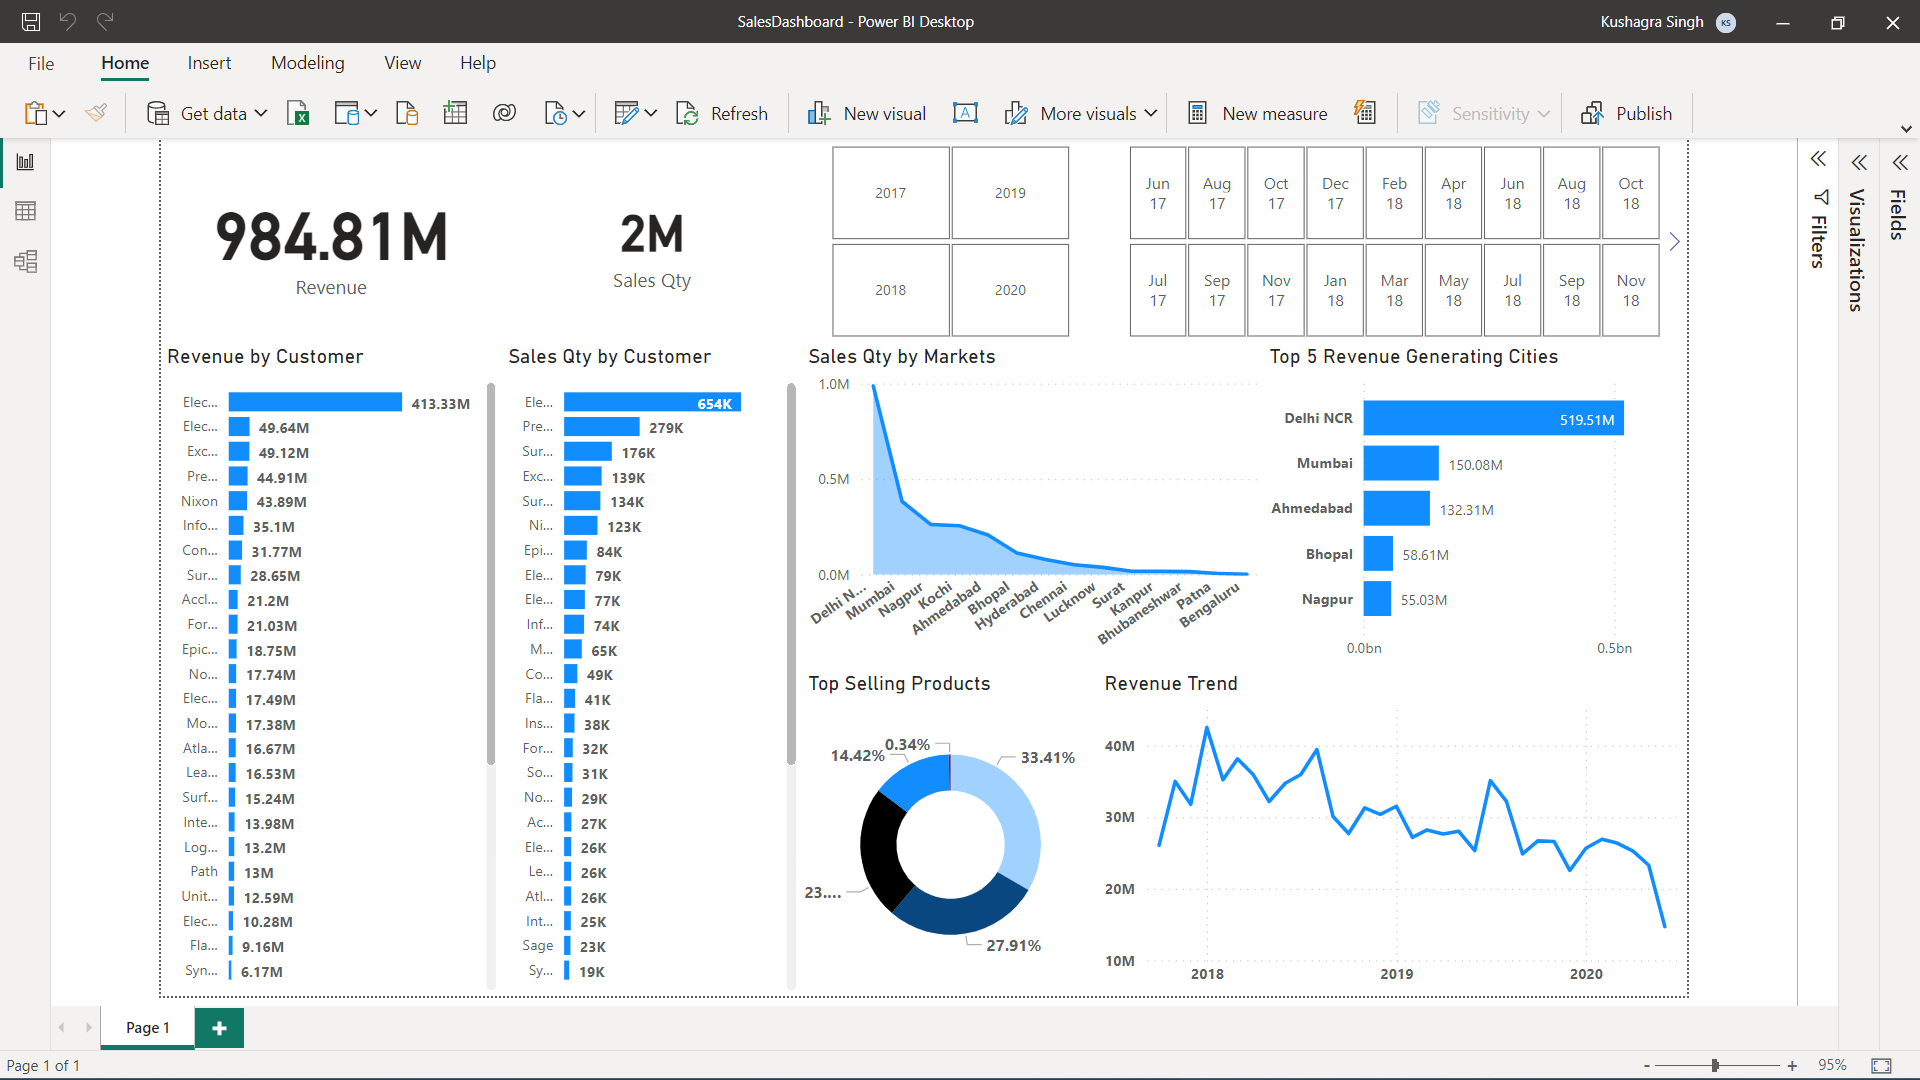 SalesDashboard - Power BI Desktop
Kushagra Singh
KS
File
Home
Insert
Modeling
View
Help
Get data
Refresh
New visual
A
More visuals
New measure
Sensitivity
Publish
984.81M
Revenue
2M
Sales Qty
2017
2019
2018
2020
Jun 17
Aug 17
Oct 17
Dec 17
Feb 18
Apr 18
Jun 18
Aug 18
Oct 18
Jul 17
Sep 17
Nov 17
Jan 18
Mar 18
May 18
Jul 18
Sep 18
Nov 18
Filters
Visualizations
Fields
Revenue by Customer
Elec... 413.33M
Elec... 49.64M
Exc... 49.12M
Pre... 44.91M
Nixon 43.89M
Info... 35.1M
Con... 31.77M
Sur... 28.65M
Accl... 21.2M
For... 21.03M
Epic... 18.75M
No... 17.74M
Elec... 17.49M
Mo... 17.38M
Atla... 16.67M
Lea... 16.53M
Surf... 15.24M
Inte... 13.98M
Log... 13.2M
Path 13M
Unit... 12.59M
Elec... 10.28M
Fla... 9.16M
Syn... 6.17M
Sales Qty by Customer
Ele... 654K
Pre... 279K
Sur... 176K
Exc... 139K
Sur... 134K
Ni... 123K
Epi... 84K
Ele... 79K
Ele... 77K
Inf... 74K
M... 65K
Co... 49K
Fla... 41K
Ins... 38K
For... 32K
So... 31K
No... 29K
Ac... 27K
Ele... 26K
Le... 26K
Atl... 26K
Int... 25K
Sage 23K
Sy... 19K
Sales Qty by Markets
1.0M
0.5M
0.0M
Delhi N...
Mumbai
Nagpur
Kochi
Ahmedabad
Bhopal
Hyderabad
Chennai
Lucknow
Surat
Kanpur
Bhubaneshwar
Patna
Bengaluru
Top 5 Revenue Generating Cities
Delhi NCR 519.51M
Mumbai 150.08M
Ahmedabad 132.31M
Bhopal 58.61M
Nagpur 55.03M
0.0bn 0.5bn
Top Selling Products
0.34%
14.42%
33.41%
23....
27.91%
Revenue Trend
40M
30M
20M
10M
2018 2019 2020
Page 1
+
Page 1 of 1
- + 95%